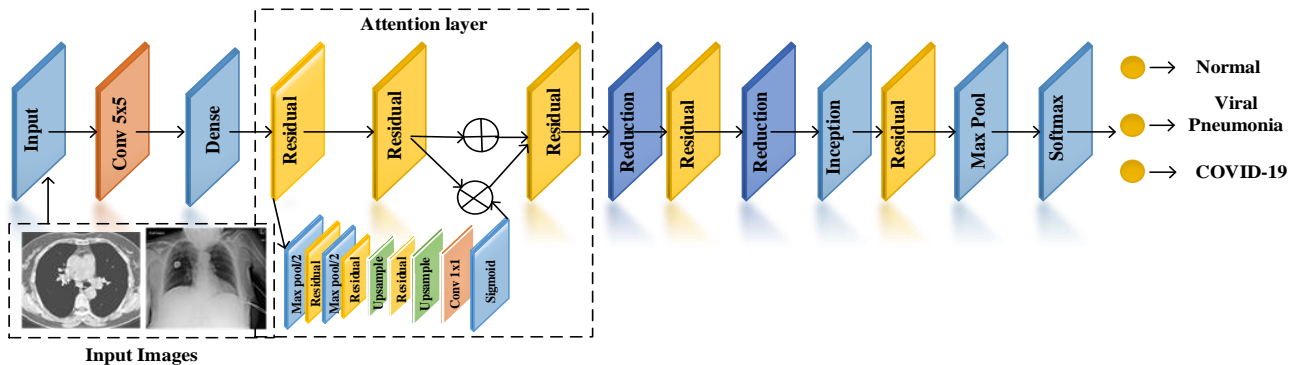 Attention layer
Input
Conv 5x5
Dense
Residual
Residual
Residual
Reduction
Residual
Reduction
Inception
Residual
Max Pool
Softmax
Normal
Viral
Pneumonia
COVID-19
Max pool/2
Residual
Max pool/2
Residual
Upsample
Residual
Upsample
Conv 1x1
Sigmoid
Input Images